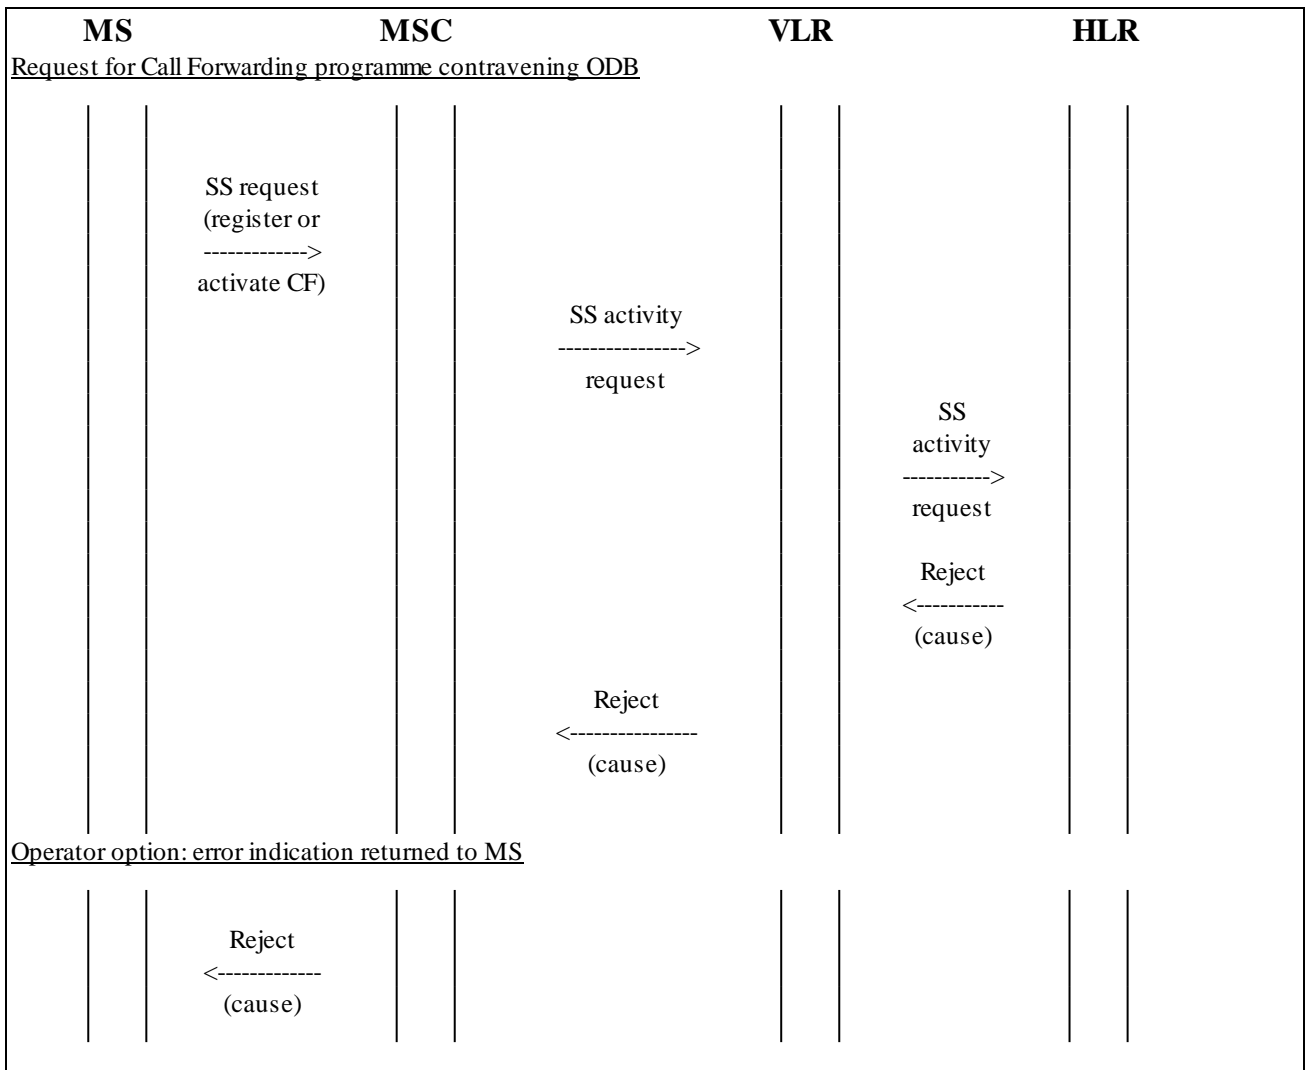 MS MSC VLR HLR
Request for Call Forwarding programme contravening ODB
SS request
(register or
------------->
activate CF)
SS activity
---------------->
request
SS
activity
----------->
request
Reject
<-----------
(cause)
Reject
<----------------
(cause)
Operator option: error indication returned to MS
Reject
<-------------
(cause)